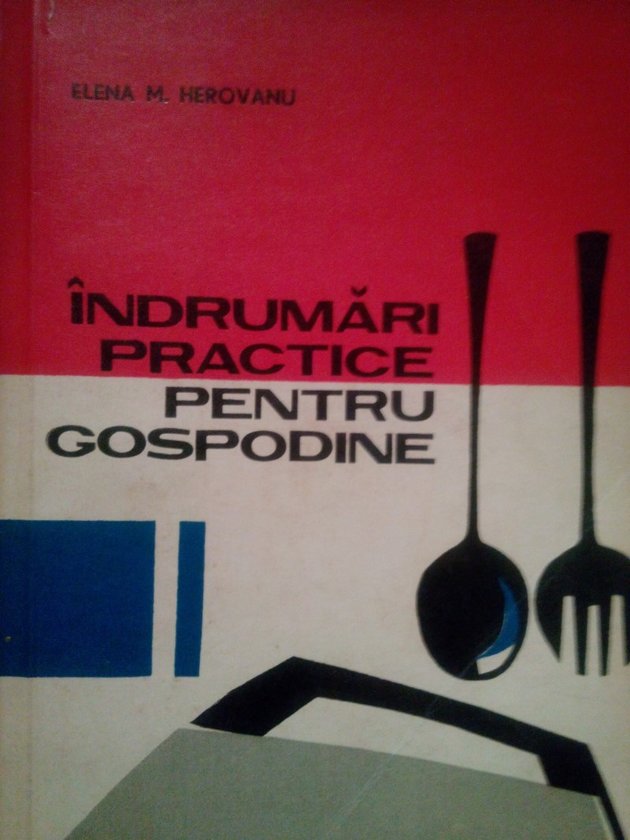 ELENA M. HEROVANU
ÎNDRUMĂRI
PRACTICE
PENTRU
GOSPODINE